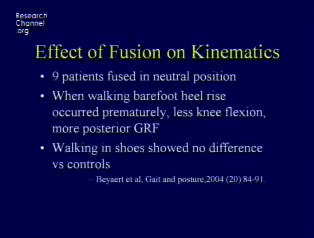 Research
Channel
.org
Effect of Fusion on Kinematics
• 9 patients fused in neutral position
• When walking barefoot heel rise
occurred prematurely, less knee flexion,
more posterior GRF
• Walking in shoes showed no difference
vs controls
– Beyaert et al, Gait and posture,2004 (20) 84-91.